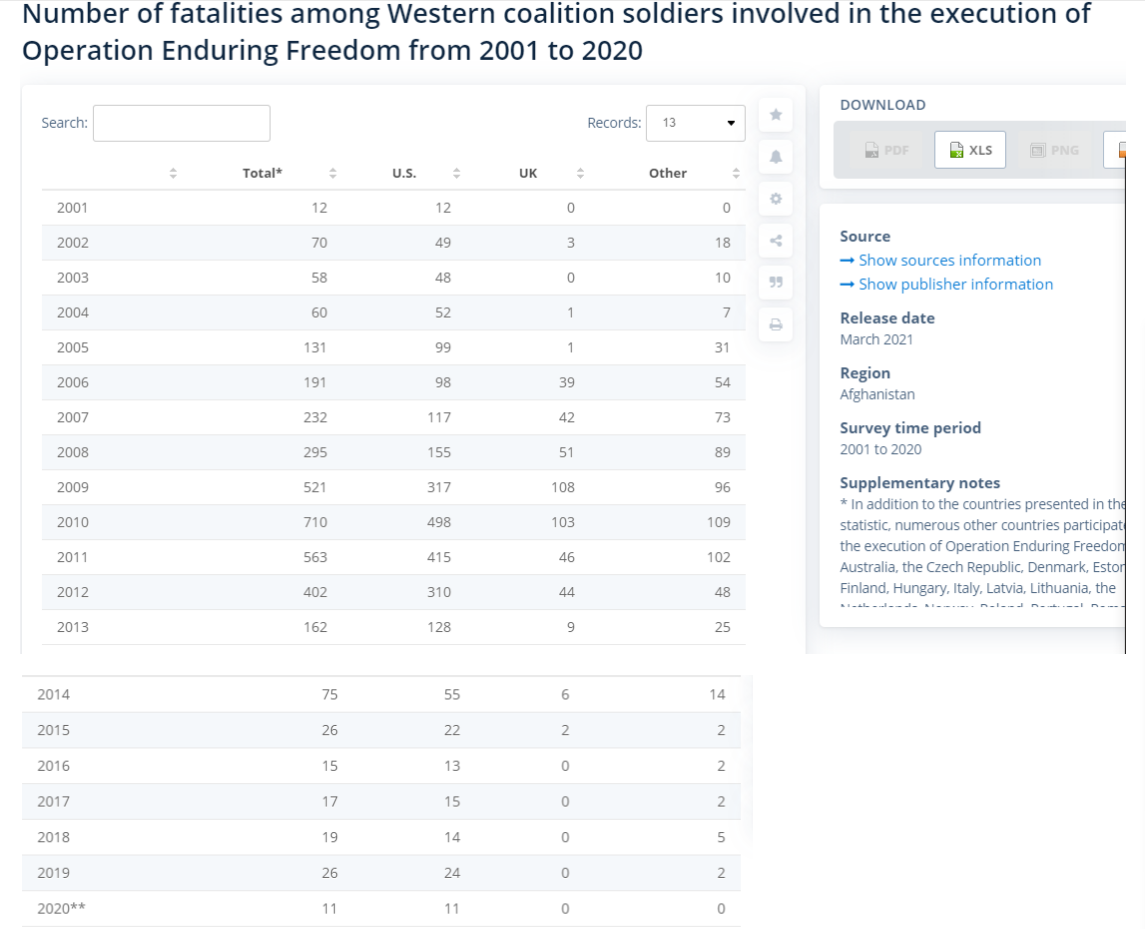 Number of fatalities among Western coalition soldiers involved in the execution of
Operation Enduring Freedom from 2001 to 2020
Search:
Records: 13
Total* U.S. UK Other
2001 12 12 0 0
2002 70 49 3 18
2003 58 48 0 10
2004 60 52 1 7
2005 131 99 1 31
2006 191 98 39 54
2007 232 117 42 73
2008 295 155 51 89
2009 521 317 108 96
2010 710 498 103 109
2011 563 415 46 102
2012 402 310 44 48
2013 162 128 9 25
2014 75 55 6 14
2015 26 22 2 2
2016 15 13 0 2
2017 17 15 0 2
2018 19 14 0 5
2019 26 24 0 2
2020** 11 11 0 0
DOWNLOAD
PDF XLS PNG
Source
→ Show sources information
→ Show publisher information
Release date
March 2021
Region
Afghanistan
Survey time period
2001 to 2020
Supplementary notes
* In addition to the countries presented in the
statistic, numerous other countries participat
the execution of Operation Enduring Freedom
Australia, the Czech Republic, Denmark, Eston
Finland, Hungary, Italy, Latvia, Lithuania, the